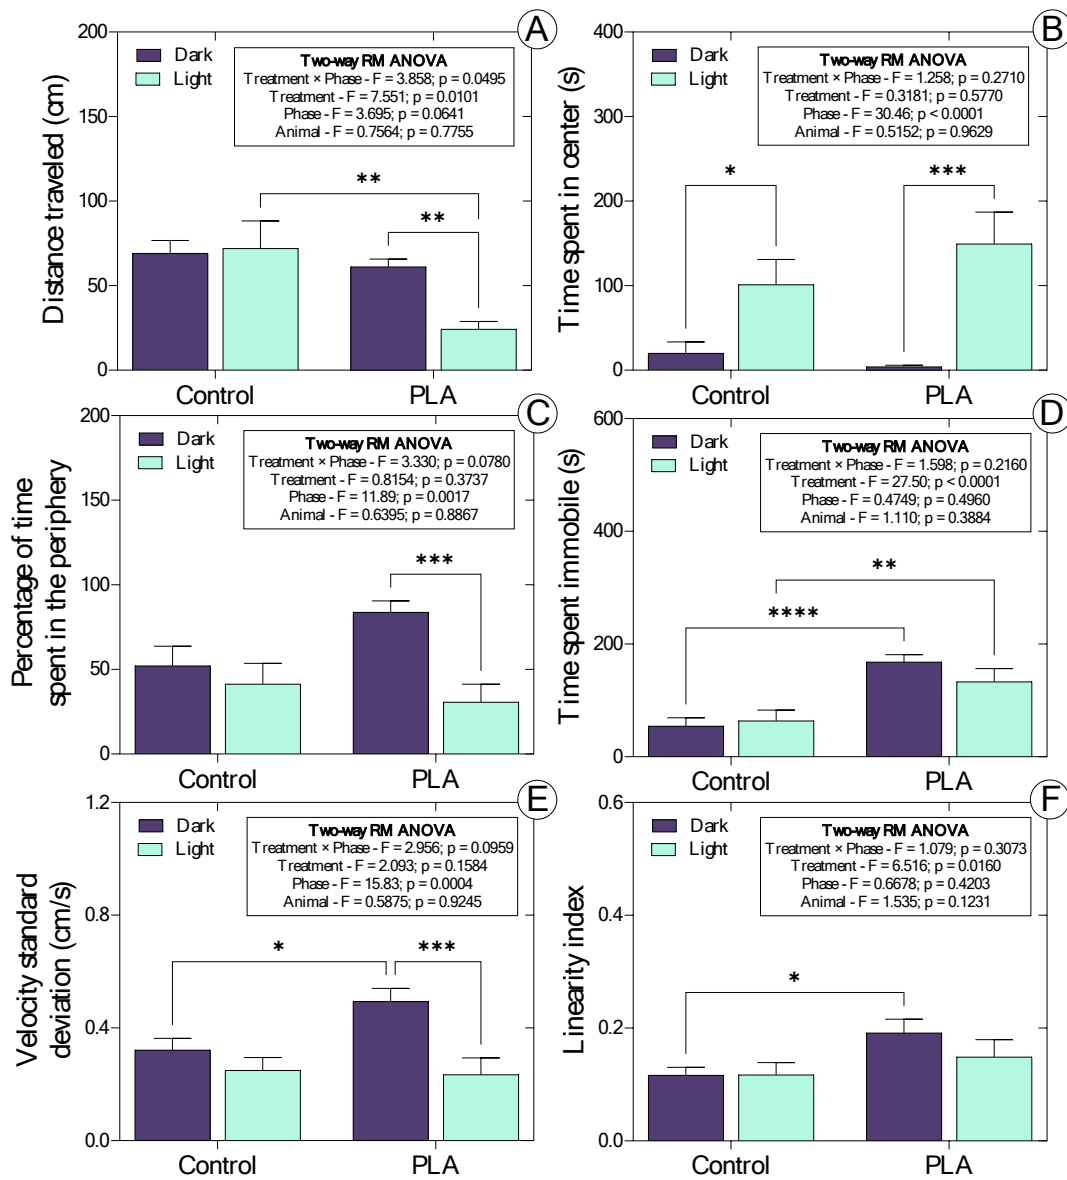 A
Distance traveled (cm)
200
150
100
50
0
Dark
Light
Two-way RM ANOVA
Treatment × Phase - F = 3.858; p = 0.0495
Treatment - F = 7.551; p = 0.0101
Phase - F = 3.695; p = 0.0641
Animal - F = 0.7564; p = 0.7755
**
**
Control
PLA
B
Time spent in center (s)
400
300
200
100
0
Dark
Light
Two-way RM ANOVA
Treatment × Phase - F = 1.258; p = 0.2710
Treatment - F = 0.3181; p = 0.5770
Phase - F = 30.46; p < 0.0001
Animal - F = 0.5152; p = 0.9629
*
***
Control
PLA
C
Percentage of time
spent in the periphery
200
150
100
50
0
Dark
Light
Two-way RM ANOVA
Treatment × Phase - F = 3.330; p = 0.0780
Treatment - F = 0.8154; p = 0.3737
Phase - F = 11.89; p = 0.0017
Animal - F = 0.6395; p = 0.8867
***
Control
PLA
D
Time spent immobile (s)
600
400
200
0
Dark
Light
Two-way RM ANOVA
Treatment × Phase - F = 1.598; p = 0.2160
Treatment - F = 27.50; p < 0.0001
Phase - F = 0.4749; p = 0.4960
Animal - F = 1.110; p = 0.3884
**
****
Control
PLA
E
Velocity standard
deviation (cm/s)
1.2
0.8
0.4
0.0
Dark
Light
Two-way RM ANOVA
Treatment × Phase - F = 2.956; p = 0.0959
Treatment - F = 2.093; p = 0.1584
Phase - F = 15.83; p = 0.0004
Animal - F = 0.5875; p = 0.9245
*
***
Control
PLA
F
Linearity index
0.6
0.4
0.2
0.0
Dark
Light
Two-way RM ANOVA
Treatment × Phase - F = 1.079; p = 0.3073
Treatment - F = 6.516; p = 0.0160
Phase - F = 0.6678; p = 0.4203
Animal - F = 1.535; p = 0.1231
*
Control
PLA